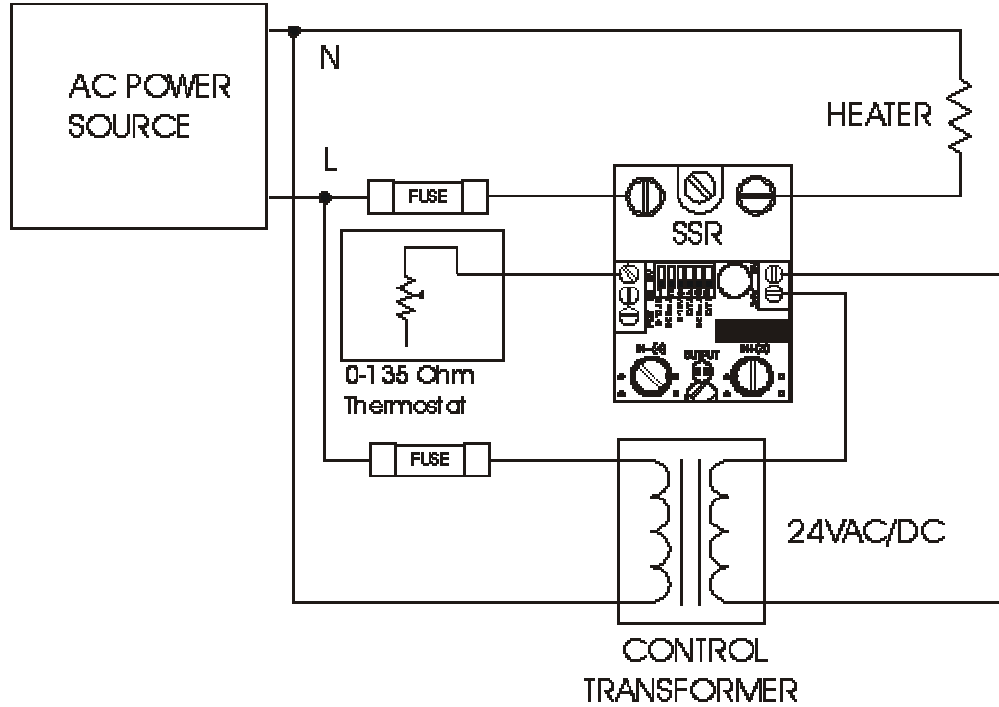 N
AC POWER
SOURCE
HEATER
L
FUSE
SSR
0-135 Ohm
Thermostat
OUTPUT
FUSE
24VAC/DC
CONTROL
TRANSFORMER